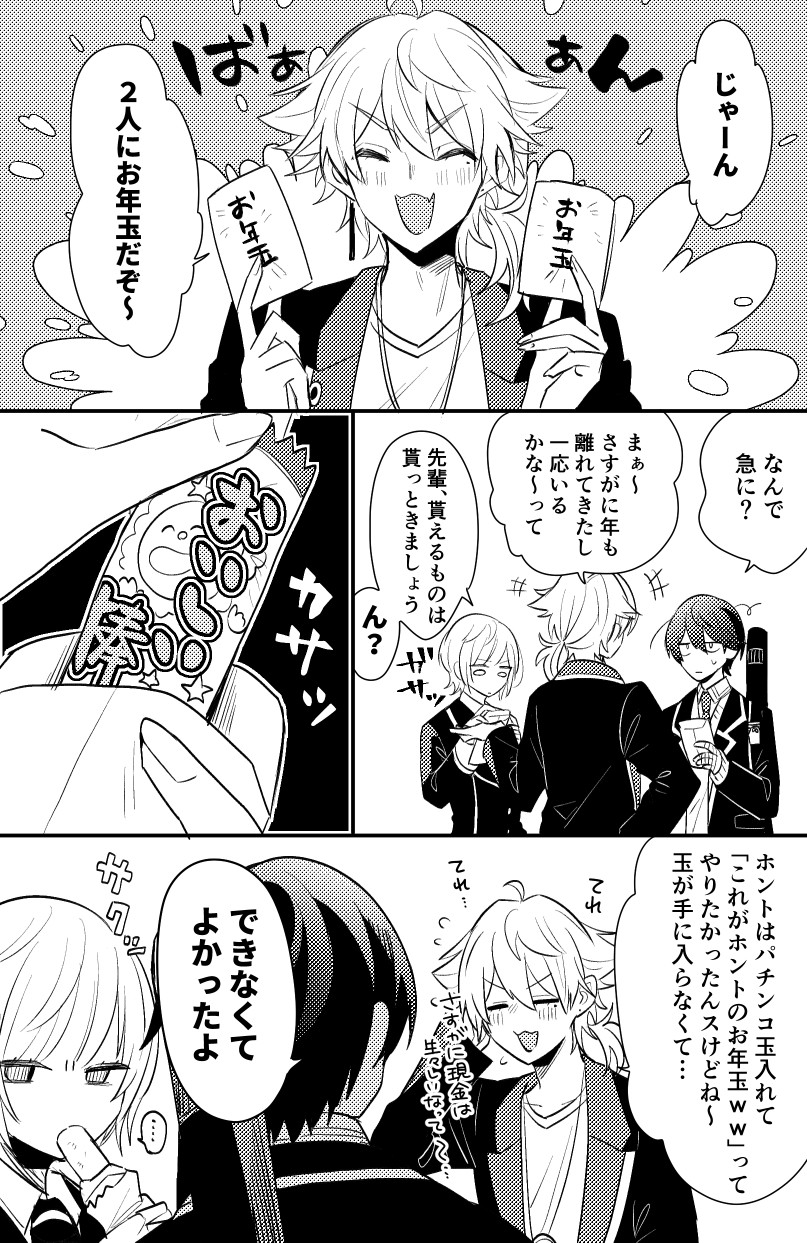 じゃーん
ばぁ
ぁん
お年玉
お年玉
2人にお年玉だぞ〜
なんで
急に？
まぁ〜
さすがに年も
離れてきたし
一応いる
かな〜って
先輩、貰えるものは
貰っときましょう
ん？
ガサッ
カサッ
おいしい棒
ホントはパチンコ玉入れて
「これがホントのお年玉ww」って
やりたかったんスけどね〜
玉が手に入らなくて…
てれ
てれ…
さすがに現金は
生々しいなって〜…
できなくて
よかったよ
サクッ
…